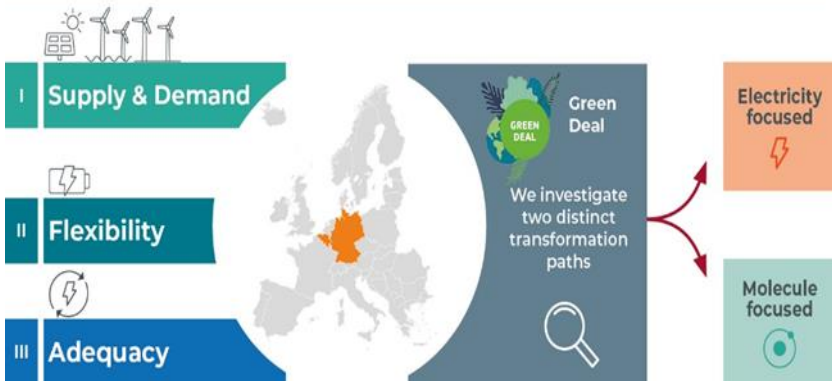 I Supply & Demand
II Flexibility
III Adequacy
GREEN
DEAL
Green
Deal
We investigate
two distinct
transformation
paths
Electricity
focused
Molecule
focused